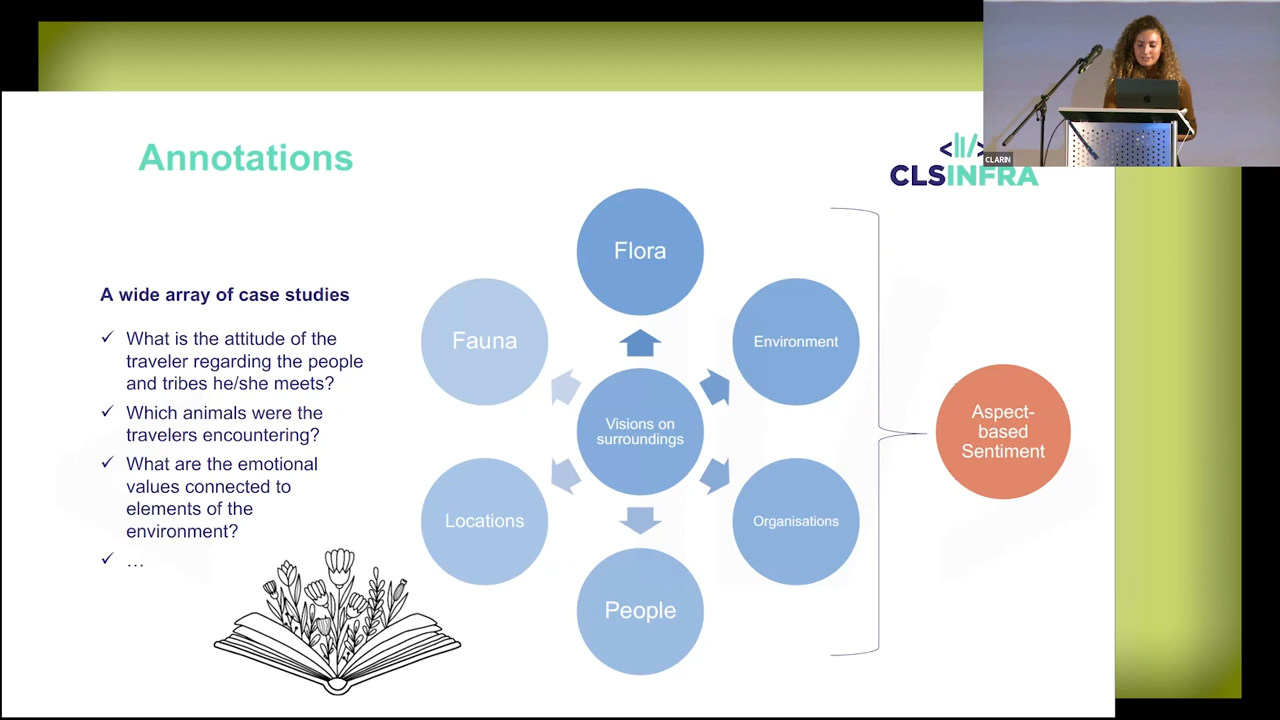 Annotations
CLARIN
CLSINFRA
A wide array of case studies
✓ What is the attitude of the
traveler regarding the people
and tribes he/she meets?
✓ Which animals were the
travelers encountering?
✓ What are the emotional
values connected to
elements of the
environment?
✓ ...
Flora
Fauna
Environment
Visions on
surroundings
Locations
Organisations
People
Aspect-
based
Sentiment